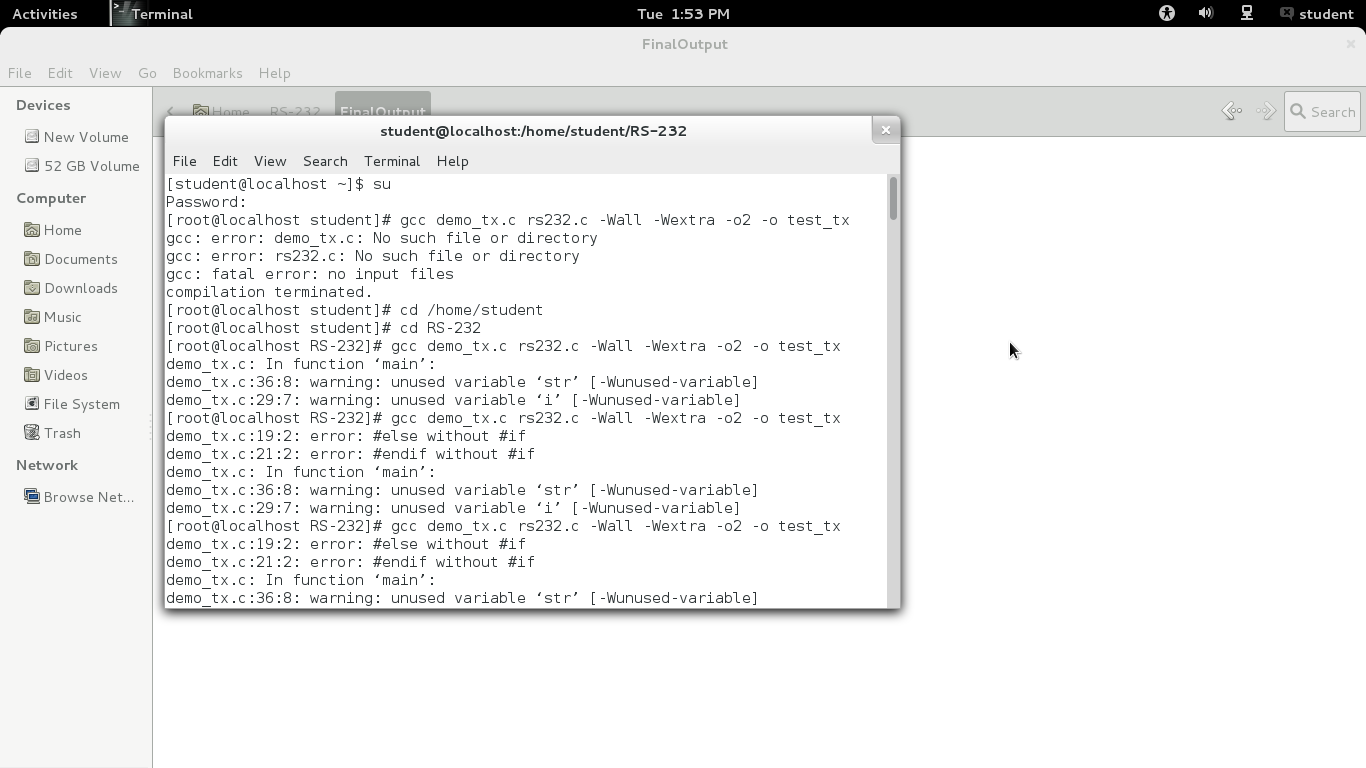 Activities
Terminal
Tue 1:53 PM
student
FinalOutput
File Edit View Go Bookmarks Help
Home RS-232 FinalOutput
Search
Devices
New Volume
52 GB Volume
Computer
Home
Documents
Downloads
Music
Pictures
Videos
File System
Trash
Network
Browse Net...
student@localhost:/home/student/RS-232
File Edit View Search Terminal Help
[student@localhost ~]$ su
Password:
[root@localhost student]# gcc demo_tx.c rs232.c -Wall -Wextra -o2 -o test_tx
gcc: error: demo_tx.c: No such file or directory
gcc: error: rs232.c: No such file or directory
gcc: fatal error: no input files
compilation terminated.
[root@localhost student]# cd /home/student
[root@localhost student]# cd RS-232
[root@localhost RS-232]# gcc demo_tx.c rs232.c -Wall -Wextra -o2 -o test_tx
demo_tx.c: In function ‘main’:
demo_tx.c:36:8: warning: unused variable ‘str’ [-Wunused-variable]
demo_tx.c:29:7: warning: unused variable ‘i’ [-Wunused-variable]
[root@localhost RS-232]# gcc demo_tx.c rs232.c -Wall -Wextra -o2 -o test_tx
demo_tx.c:19:2: error: #else without #if
demo_tx.c:21:2: error: #endif without #if
demo_tx.c: In function ‘main’:
demo_tx.c:36:8: warning: unused variable ‘str’ [-Wunused-variable]
demo_tx.c:29:7: warning: unused variable ‘i’ [-Wunused-variable]
[root@localhost RS-232]# gcc demo_tx.c rs232.c -Wall -Wextra -o2 -o test_tx
demo_tx.c:19:2: error: #else without #if
demo_tx.c:21:2: error: #endif without #if
demo_tx.c: In function ‘main’:
demo_tx.c:36:8: warning: unused variable ‘str’ [-Wunused-variable]